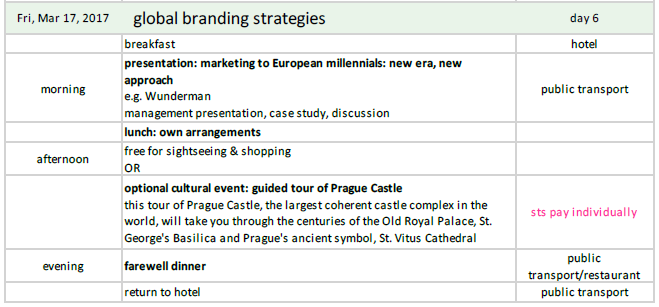 Fri, Mar 17, 2017 global branding strategies day 6
breakfast hotel
presentation: marketing to European millennials: new era, new
approach
e.g. Wunderman
management presentation, case study, discussion
morning public transport
lunch: own arrangements
afternoon free for sightseeing & shopping
OR
optional cultural event: guided tour of Prague Castle
this tour of Prague Castle, the largest coherent castle complex in the
world, will take you through the centuries of the Old Royal Palace, St.
George's Basilica and Prague's ancient symbol, St. Vitus Cathedral
sts pay individually
evening farewell dinner public
transport/restaurant
return to hotel public transport